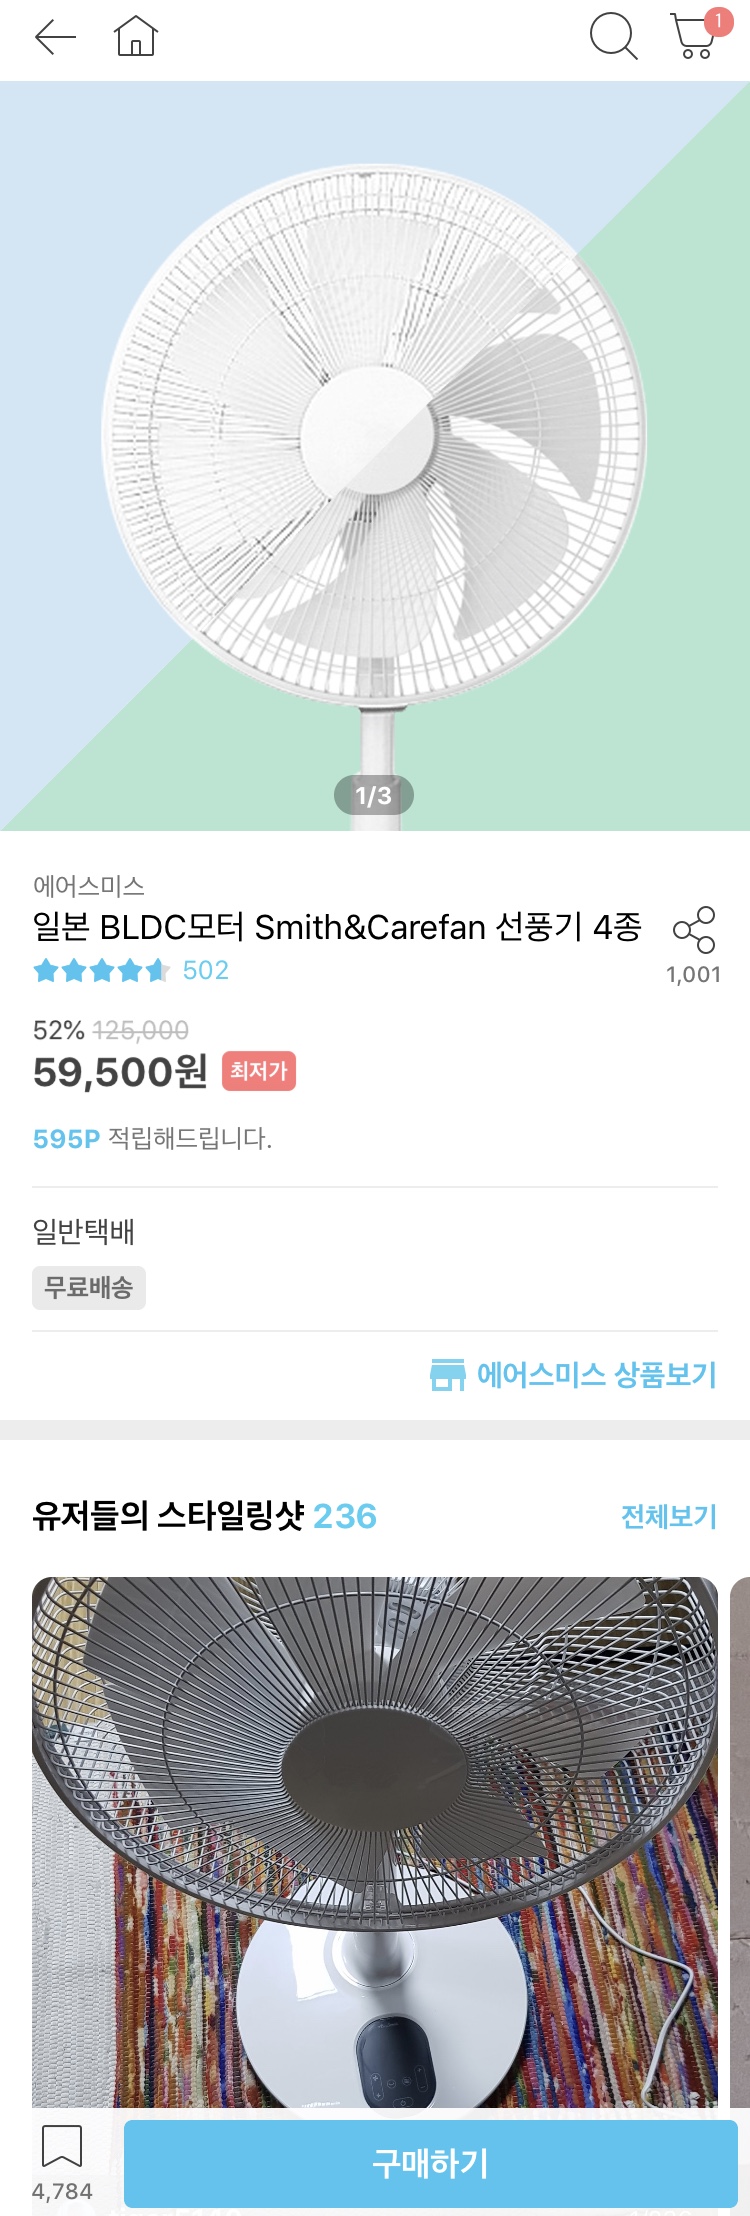 1
1/3
에어스미스
일본 BLDC모터 Smith&Carefan 선풍기 4종
502
1,001
52% 125,000
59,500원 최저가
595P 적립해드립니다.
일반택배
무료배송
에어스미스 상품보기
유저들의 스타일링샷 236 전체보기
구매하기
4,784